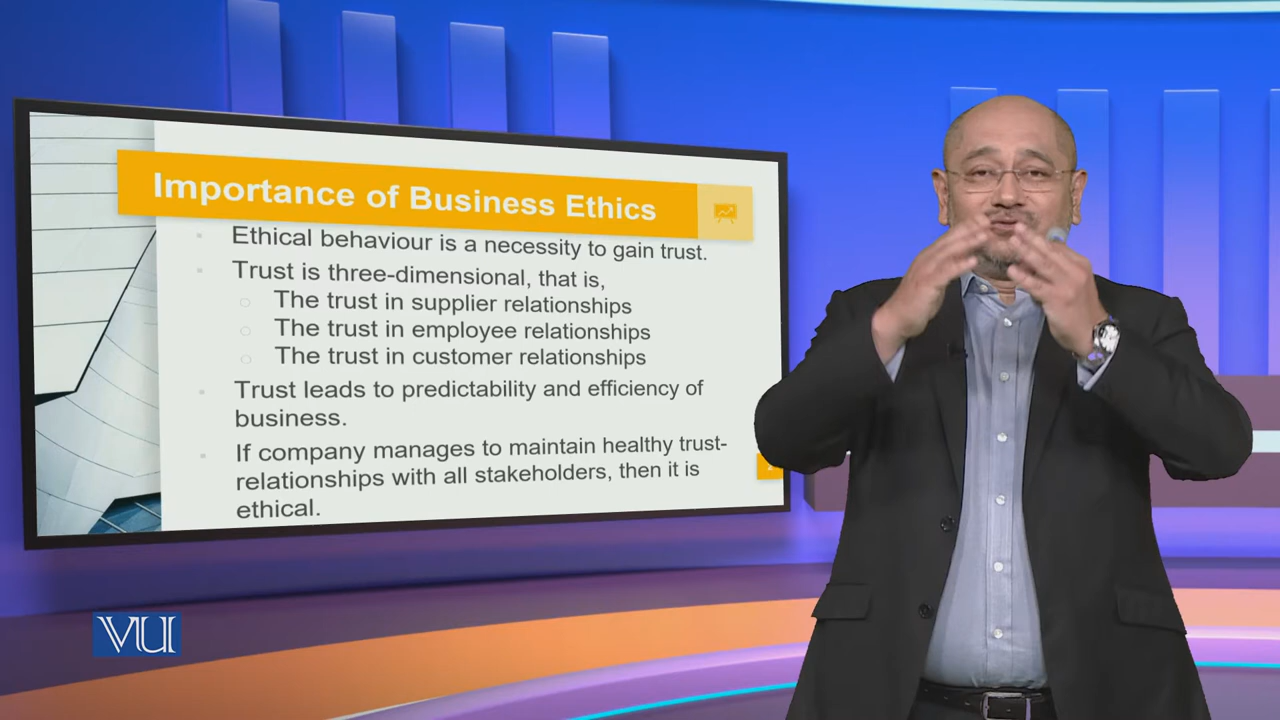 Importance of Business Ethics
Ethical behaviour is a necessity to gain trust.
Trust is three-dimensional, that is,
The trust in supplier relationships
The trust in employee relationships
The trust in customer relationships
Trust leads to predictability and efficiency of
business.
If company manages to maintain healthy trust-
relationships with all stakeholders, then it is
ethical.
VU